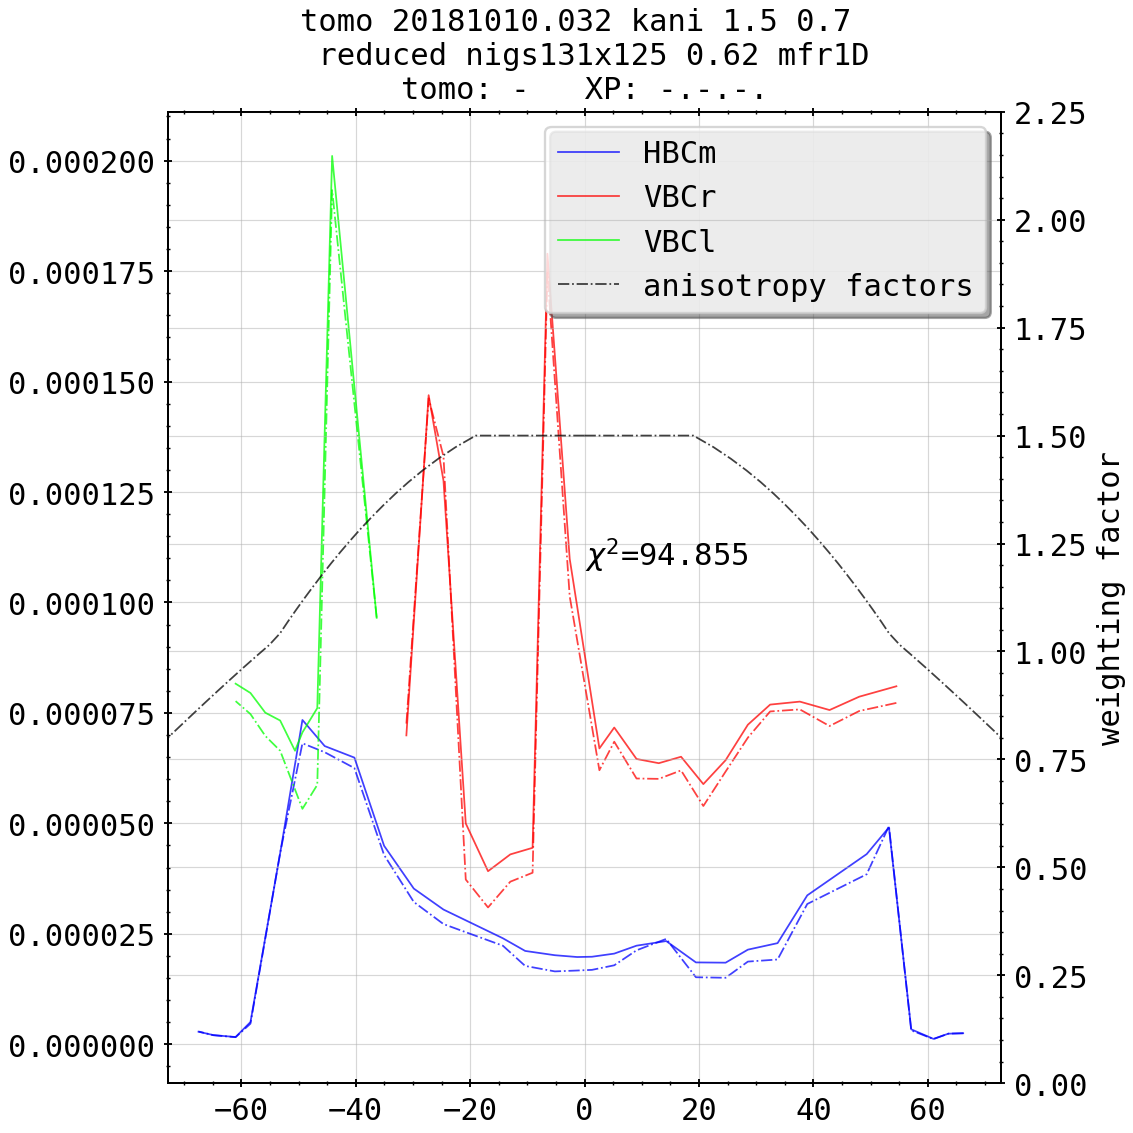 tomo 20181010.032 kani 1.5 0.7
reduced nigs131x125 0.62 mfr1D
tomo: -   XP: -.-.-.
HBCm
VBCr
VBCl
anisotropy factors
χ²=94.855
0.000200
0.000175
0.000150
0.000125
0.000100
0.000075
0.000050
0.000025
0.000000
2.25
2.00
1.75
1.50
1.25
1.00
0.75
0.50
0.25
0.00
weighting factor
−60 −40 −20 0 20 40 60